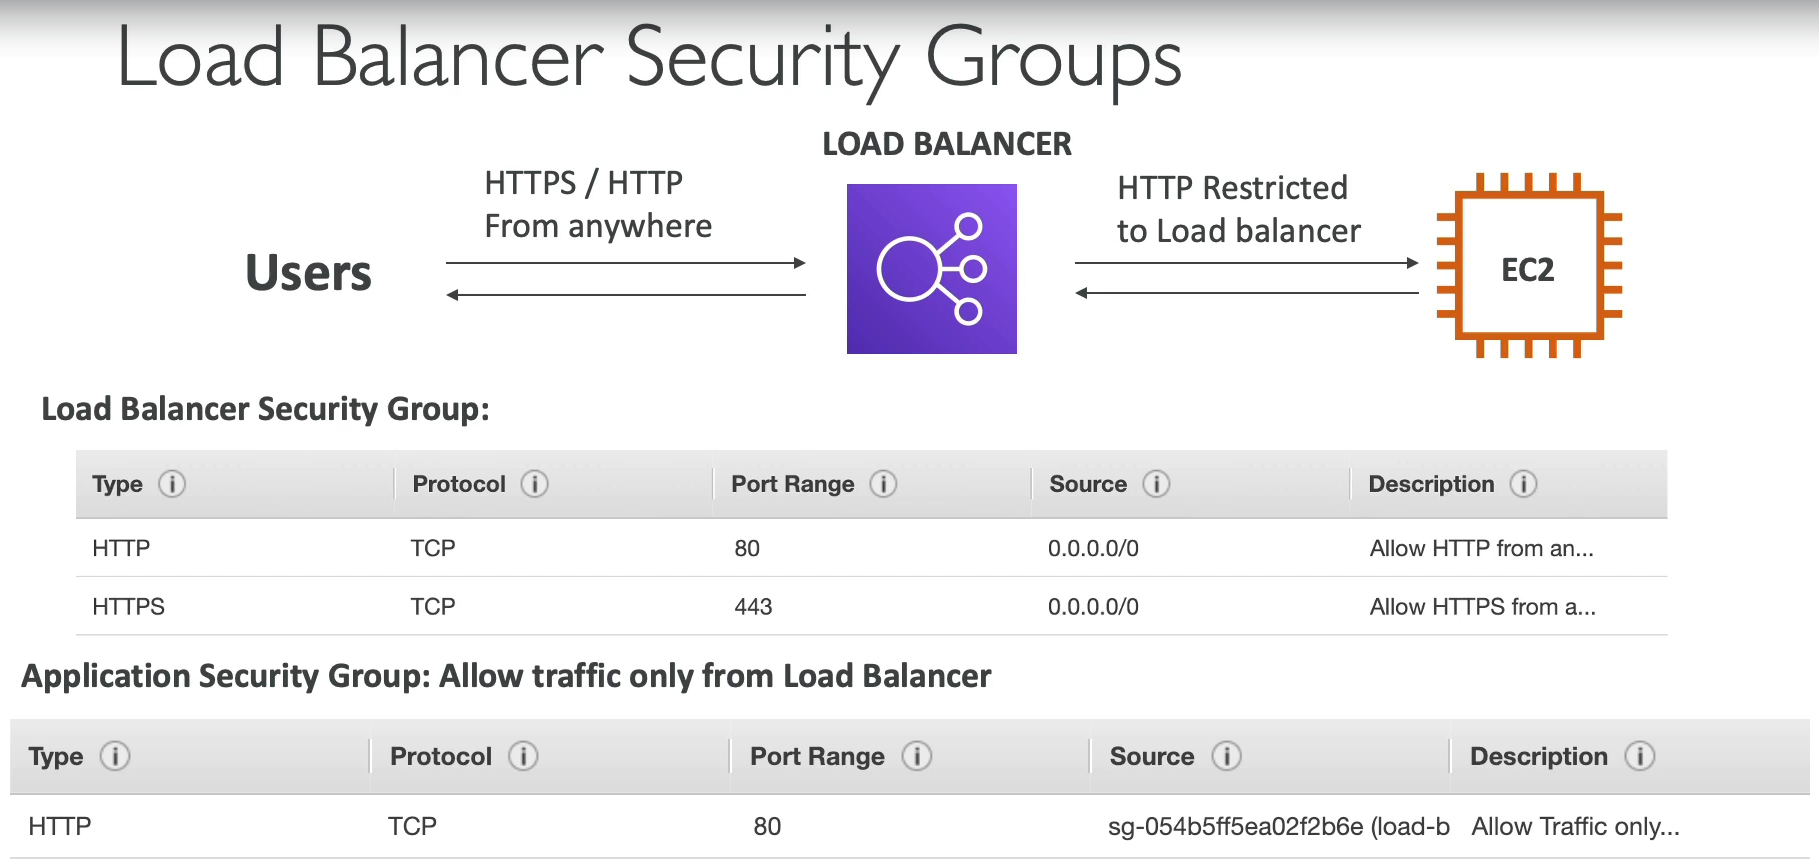 Load Balancer Security Groups
LOAD BALANCER
HTTPS / HTTP
From anywhere
HTTP Restricted
to Load balancer
Users
EC2
Load Balancer Security Group:
Type Protocol Port Range Source Description
HTTP TCP 80 0.0.0.0/0 Allow HTTP from an...
HTTPS TCP 443 0.0.0.0/0 Allow HTTPS from a...
Application Security Group: Allow traffic only from Load Balancer
Type Protocol Port Range Source Description
HTTP TCP 80 sg-054b5ff5ea02f2b6e (load-b Allow Traffic only...